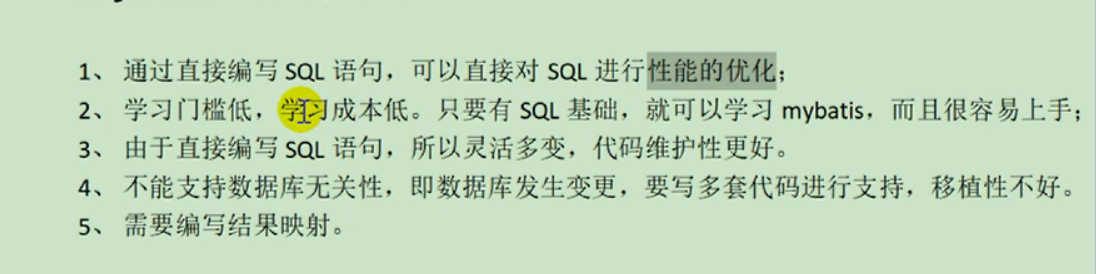 1、 通过直接编写 SQL 语句，可以直接对 SQL 进行性能的优化；
2、 学习门槛低，学习成本低。只要有 SQL 基础，就可以学习 mybatis，而且很容易上手；
3、 由于直接编写 SQL 语句，所以灵活多变，代码维护性更好。
4、 不能支持数据库无关性，即数据库发生变更，要写多套代码进行支持，移植性不好。
5、 需要编写结果映射。